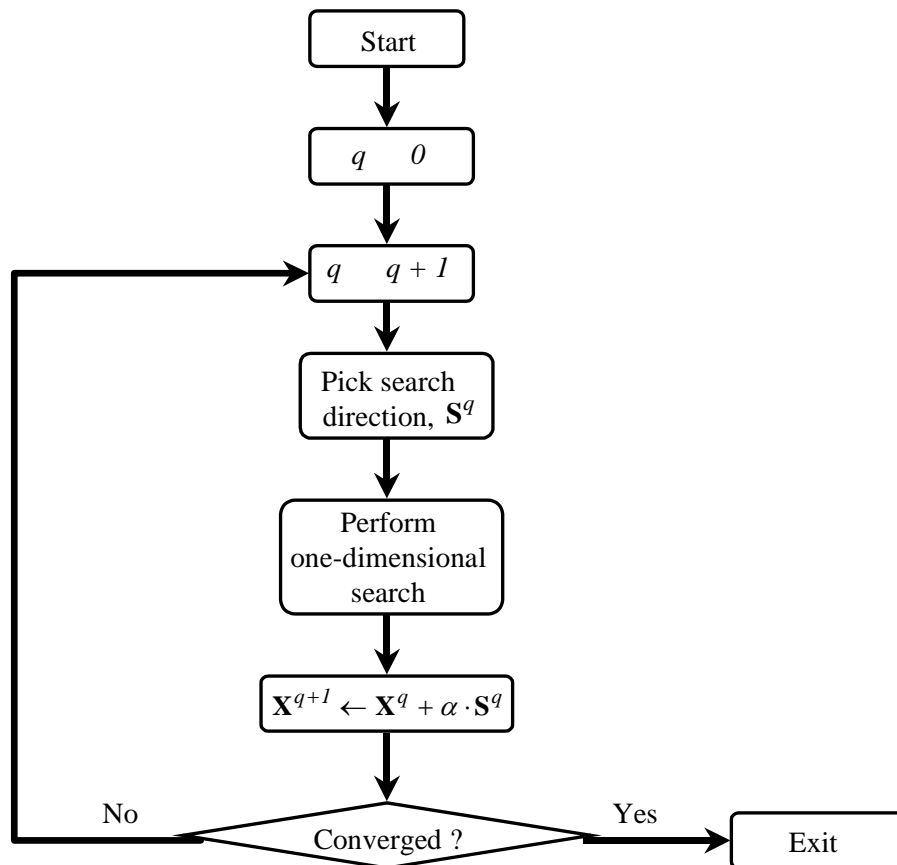 Start
q 0
q q + 1
Pick search
direction, S^q
Perform
one-dimensional
search
X^{q+1} ← X^q + α · S^q
No
Yes
Converged ?
Exit